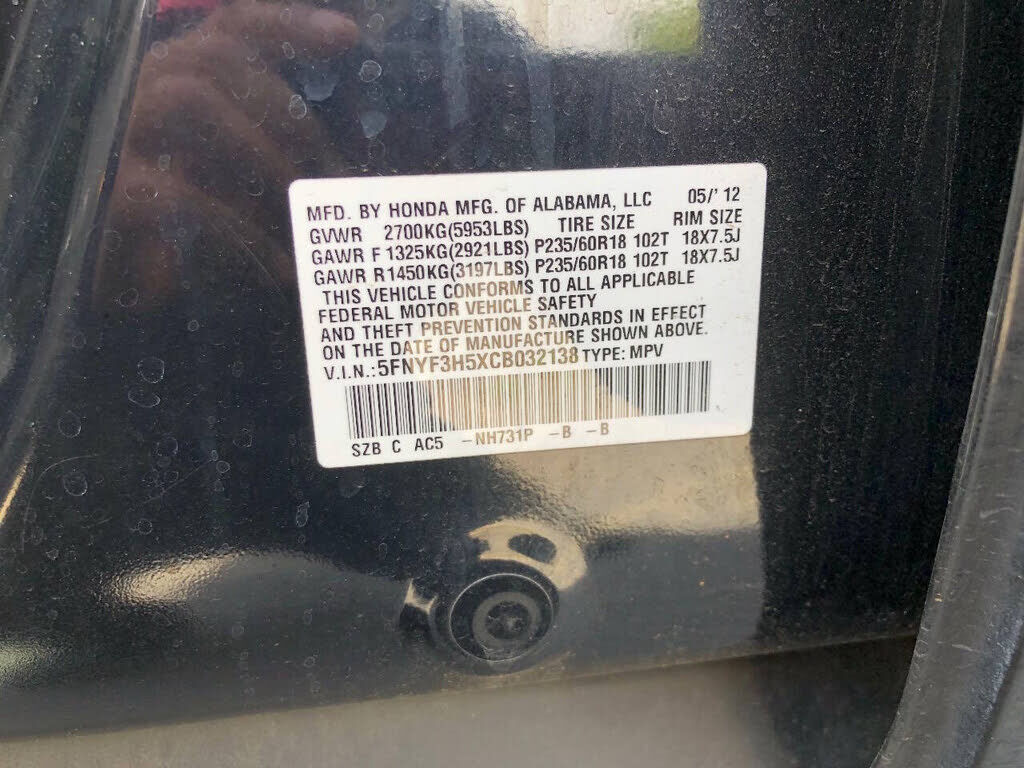 MFD. BY HONDA MFG. OF ALABAMA, LLC 05/'12
GVWR 2700KG(5953LBS) TIRE SIZE RIM SIZE
GAWR F 1325KG(2921LBS) P235/60R18 102T 18X7.5J
GAWR R1450KG(3197LBS) P235/60R18 102T 18X7.5J
THIS VEHICLE CONFORMS TO ALL APPLICABLE
FEDERAL MOTOR VEHICLE SAFETY
AND THEFT PREVENTION STANDARDS IN EFFECT
ON THE DATE OF MANUFACTURE SHOWN ABOVE.
V.I.N.:5FNYF3H5XCB032138 TYPE: MPV
SZB C AC5 -NH731P -B -B